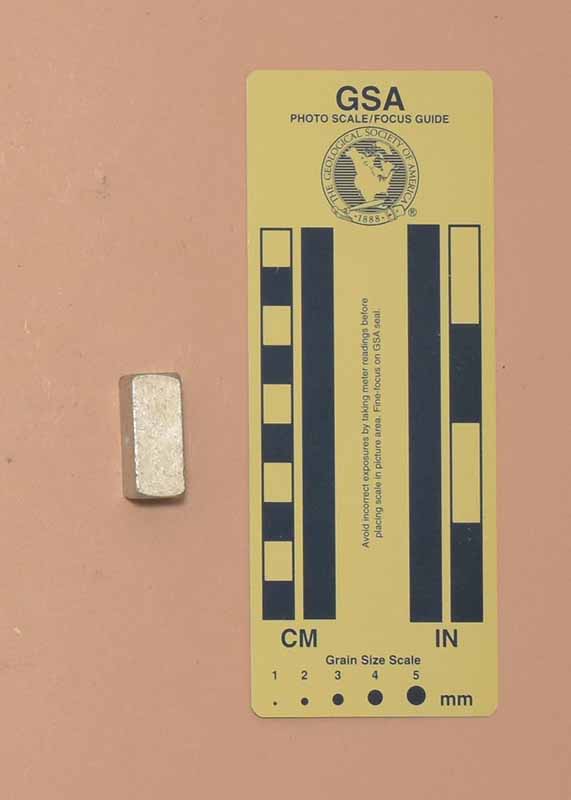 GSA
PHOTO SCALE/FOCUS GUIDE
THE GEOLOGICAL SOCIETY OF AMERICA
1888
®
Avoid incorrect exposures by taking meter readings before
placing scale in picture area. Fine-focus on GSA seal.
CM IN
Grain Size Scale
1 2 3 4 5
mm